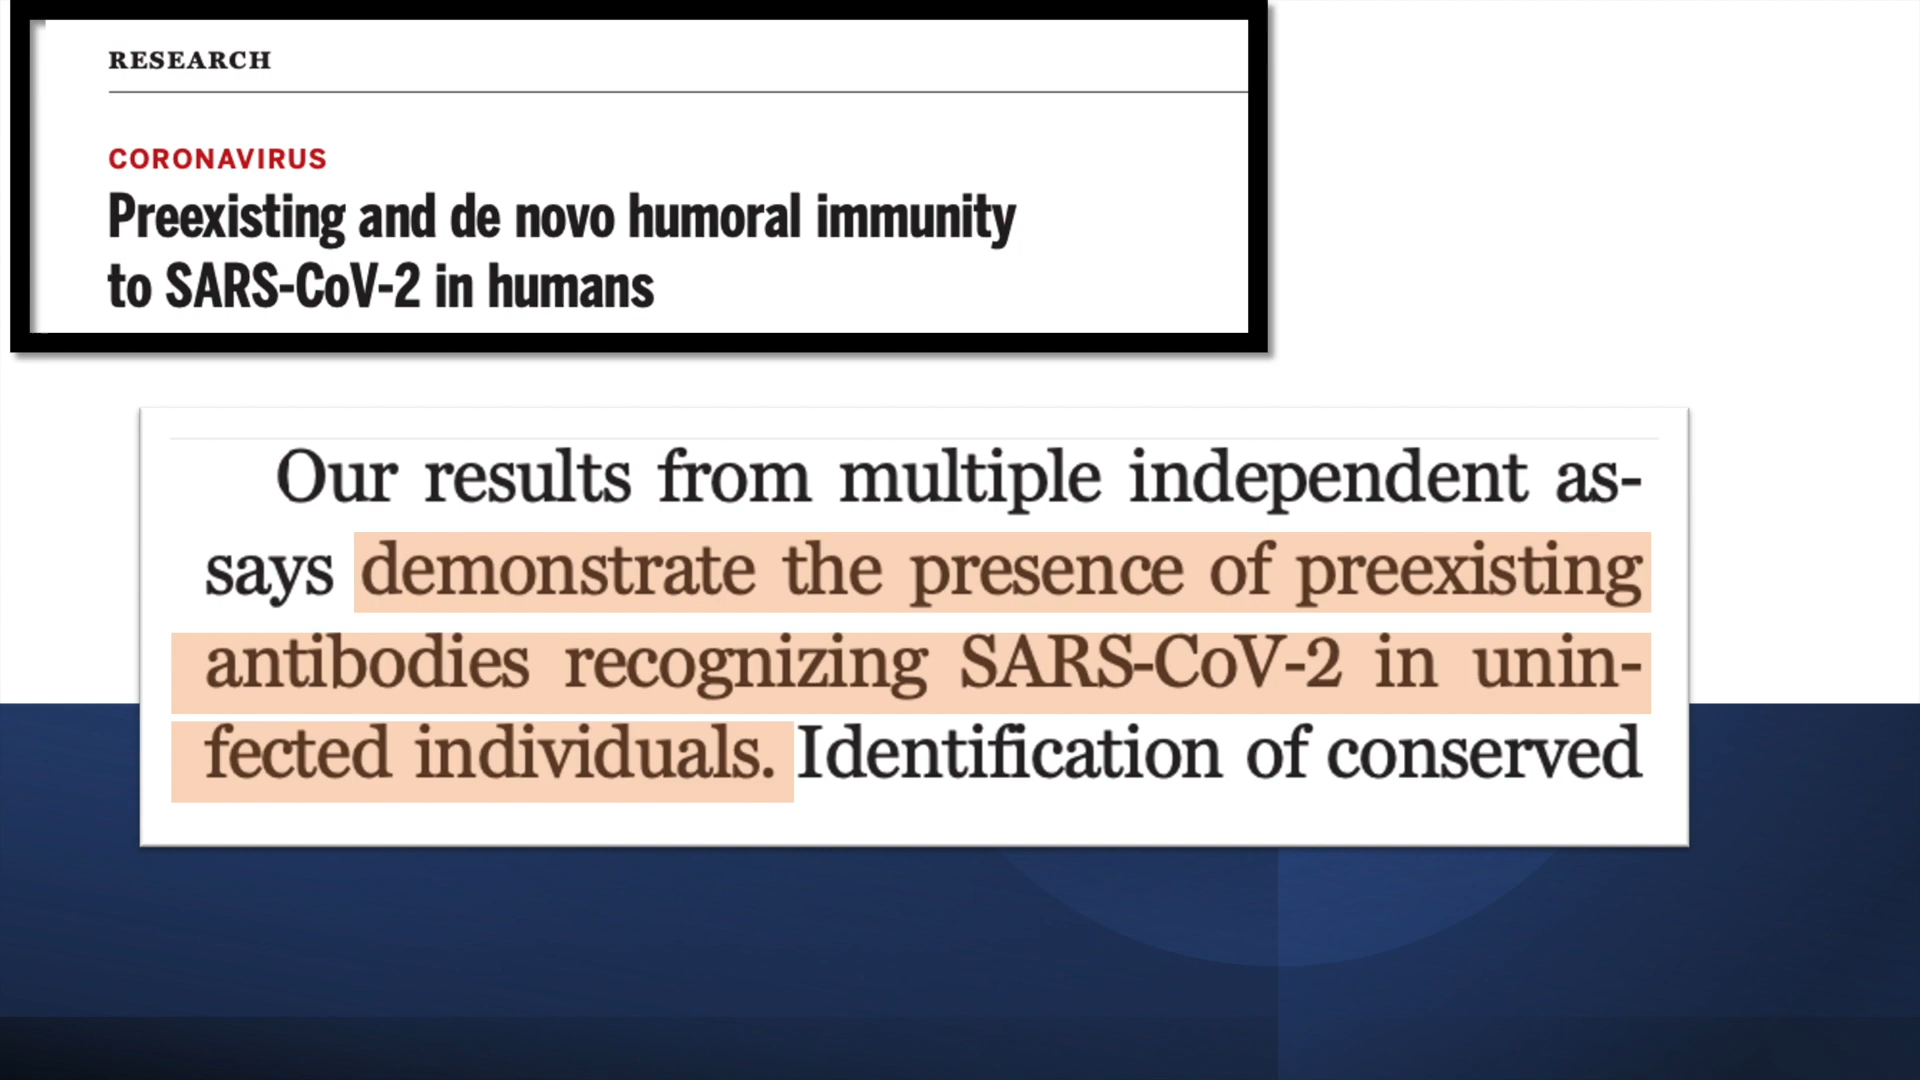 RESEARCH
CORONAVIRUS
Preexisting and de novo humoral immunity
to SARS-CoV-2 in humans
Our results from multiple independent as-
says demonstrate the presence of preexisting
antibodies recognizing SARS-CoV-2 in unin-
fected individuals. Identification of conserved